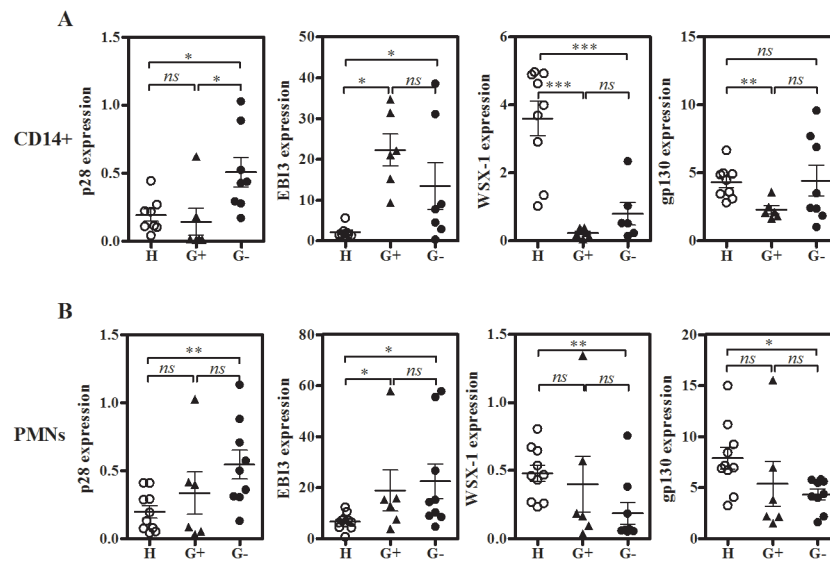 A
CD14+
p28 expression
1.5
1.0
0.5
0.0
*
ns
*
H G+ G-
EBI3 expression
50
40
30
20
10
0
*
*
ns
H G+ G-
WSX-1 expression
6
4
2
0
***
***
ns
H G+ G-
gp130 expression
15
10
5
0
ns
**
ns
H G+ G-
B
PMNs
p28 expression
1.5
1.0
0.5
0.0
**
ns
ns
H G+ G-
EBI3 expression
80
60
40
20
0
*
*
ns
H G+ G-
WSX-1 expression
1.5
1.0
0.5
0.0
**
ns
ns
H G+ G-
gp130 expression
20
15
10
5
0
*
ns
ns
H G+ G-